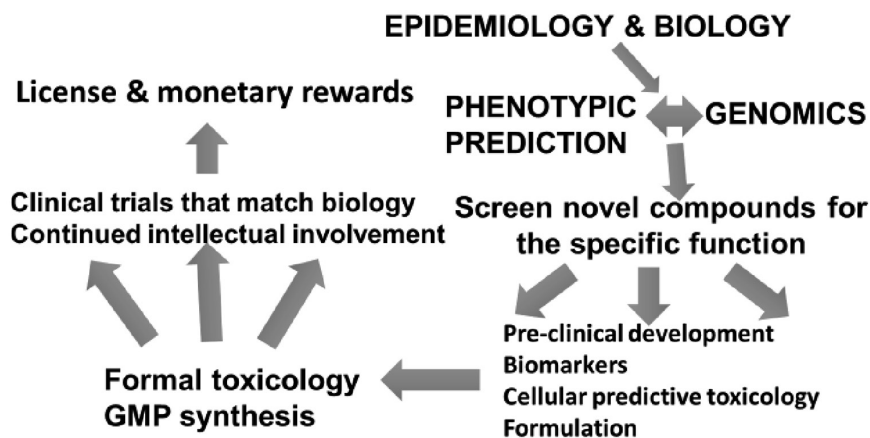 EPIDEMIOLOGY & BIOLOGY
PHENOTYPIC
PREDICTION
GENOMICS
Screen novel compounds for
the specific function
Pre-clinical development
Biomarkers
Cellular predictive toxicology
Formulation
Formal toxicology
GMP synthesis
Clinical trials that match biology
Continued intellectual involvement
License & monetary rewards